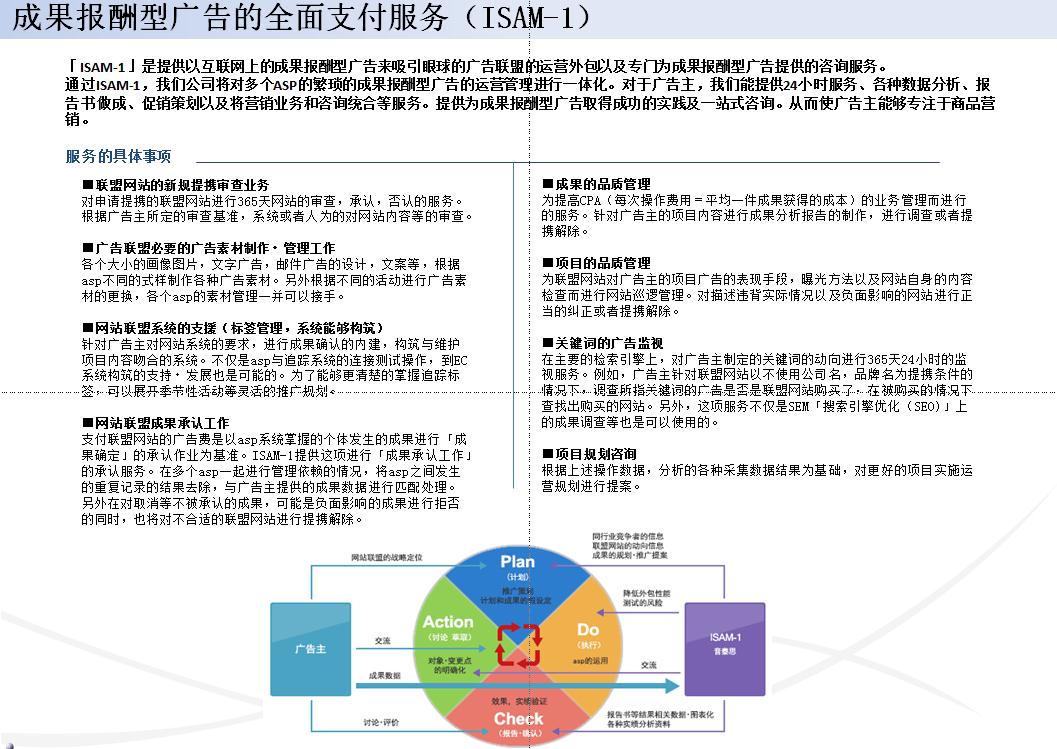 成果报酬型广告的全面支付服务（ISAM-1）
「ISAM-1」是提供以互联网上的成果报酬型广告来吸引眼球的广告联盟的运营外包以及专门为成果报酬型广告提供的咨询服务。
通过ISAM-1，我们公司将对多个ASP的繁琐的成果报酬型广告的运营管理进行一体化。对于广告主，我们能提供24小时服务、各种数据分析、报
告书做成、促销策划以及将营销业务和咨询统合等服务。提供为成果报酬型广告取得成功的实践及一站式咨询。从而使广告主能够专注于商品营
销。
服务的具体事项
■联盟网站的新规提携审查业务
对申请提携的联盟网站进行365天网站的审查，承认，否认的服务。
根据广告主所定的审查基准，系统或者人为的对网站内容等的审查。
■广告联盟必要的广告素材制作·管理工作
各个大小的画像图片，文字广告，邮件广告的设计，文案等，根据
asp不同的式样制作各种广告素材。另外根据不同的活动进行广告素
材的更换，各个asp的素材管理一并可以接手。
■网站联盟系统的支援（标签管理，系统能够构筑）
针对广告主对网站系统的要求，进行成果确认的内建，构筑与维护
项目内容吻合的系统。不仅是asp与追踪系统的连接测试操作，到EC
系统构筑的支持·发展也是可能的。为了能够更清楚的掌握追踪标
签，可以展开季节性活动等灵活的推广规划。
■网站联盟成果承认工作
支付联盟网站的广告费是以asp系统掌握的个体发生的成果进行「成
果确定」的承认作业为基准。ISAM-1提供这项进行「成果承认工作」
的承认服务。在多个asp一起进行管理依赖的情况，将asp之间发生
的重复记录的结果去除，与广告主提供的成果数据进行匹配处理。
另外在对取消等不被承认的成果，可能是负面影响的成果进行拒否
的同时，也将对不合适的联盟网站进行提携解除。
■成果的品质管理
为提高CPA（每次操作费用＝平均一件成果获得的成本）的业务管理而进行
的服务。针对广告主的项目内容进行成果分析报告的制作，进行调查或者提
携解除。
■项目的品质管理
为联盟网站对广告主的项目广告的表现手段，曝光方法以及网站自身的内容
检查而进行网站巡逻管理。对描述违背实际情况以及负面影响的网站进行正
当的纠正或者提携解除。
■关键词的广告监视
在主要的检索引擎上，对广告主制定的关键词的动向进行365天24小时的监
视服务。例如，广告主针对联盟网站以不使用公司名，品牌名为提携条件的
情况下，调查所指关键词的广告是否是联盟网站购买了，在被购买的情况下
查找出购买的网站。另外，这项服务不仅是SEM「搜索引擎优化（SEO）」上
的成果调查等也是可以使用的。
■项目规划咨询
根据上述操作数据，分析的各种采集数据结果为基础，对更好的项目实施运
营规划进行提案。
网站联盟的战略定位
同行业竞争者的信息
联盟网站的动向信息
成果的规划·推广提案
Plan
（计划）
推广策划
计划和成果的假设定
降低外包性能
测试的风险
Action
（讨论 萃取）
对象·变更点
的明确化
Do
（执行）
asp的运用
广告主
交流
成果数据
ISAM-1
音叁思
交流
效果，实绩验证
Check
（报告·确认）
讨论·评价
报告书等结果相关数据·图表化
各种实绩分析资料